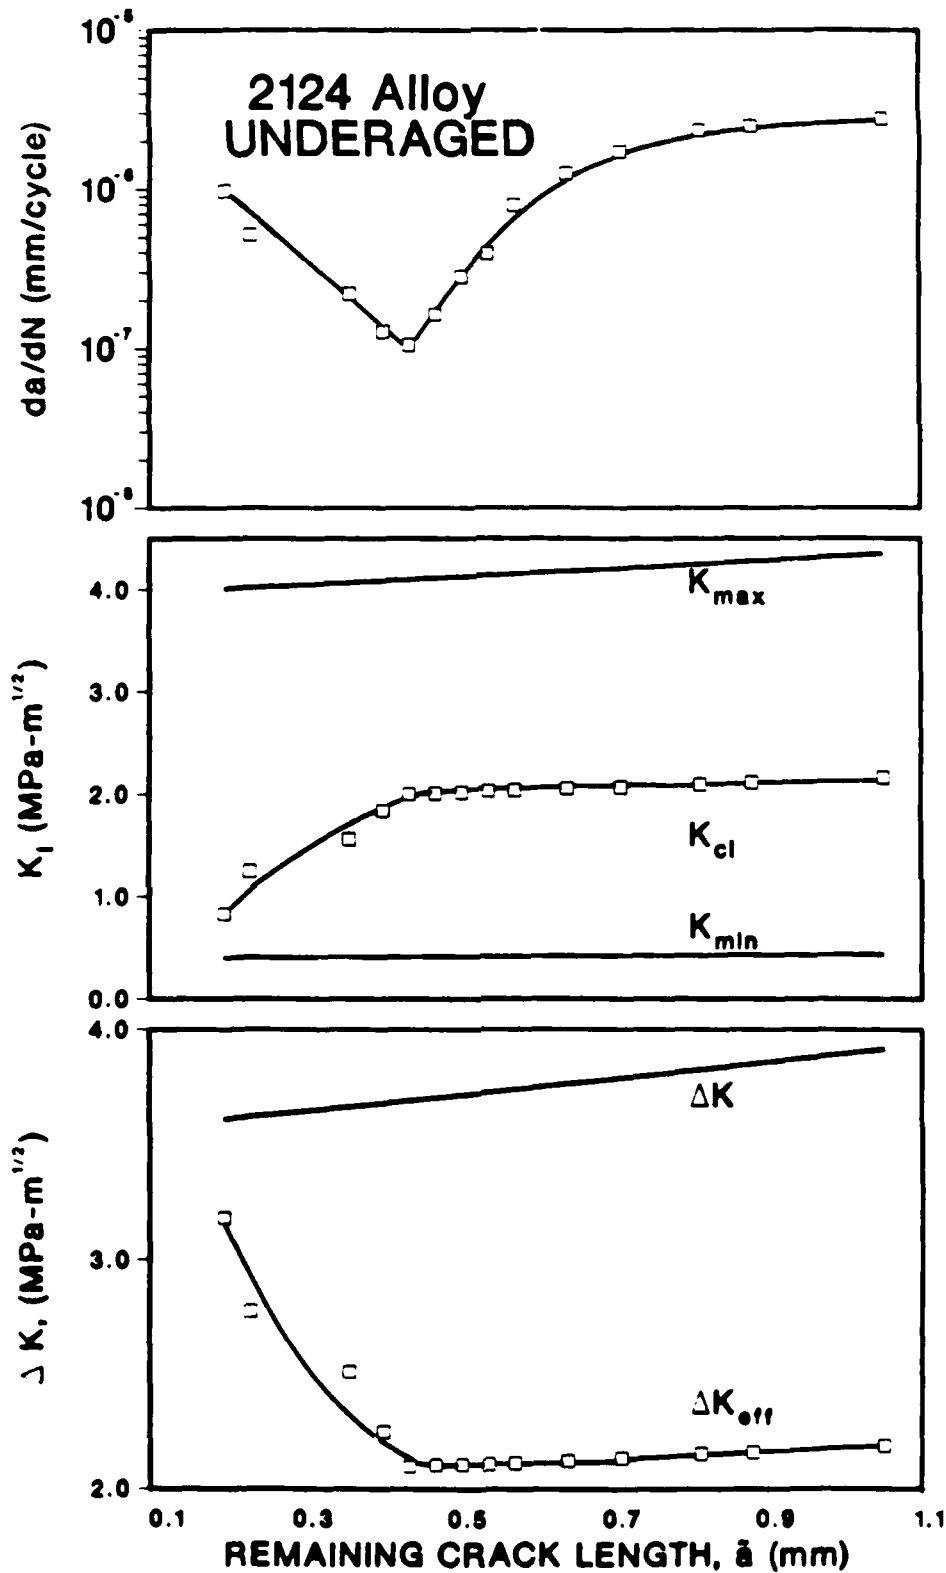 10⁻⁵
2124 Alloy
UNDERAGED
10⁻⁶
10⁻⁷
10⁻⁸
da/dN (mm/cycle)
4.0
3.0
2.0
1.0
0.0
K_max
K_cl
K_min
K_I (MPa-m^1/2)
4.0
3.0
2.0
ΔK
ΔK_eff
Δ K, (MPa-m^1/2)
0.1 0.3 0.5 0.7 0.9 1.1
REMAINING CRACK LENGTH, ã (mm)